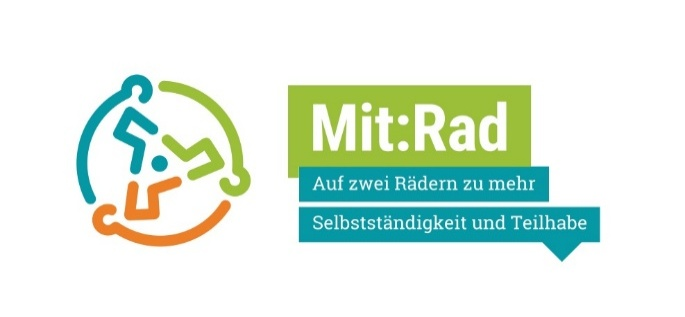 Mit:Rad
Auf zwei Rädern zu mehr
Selbstständigkeit und Teilhabe